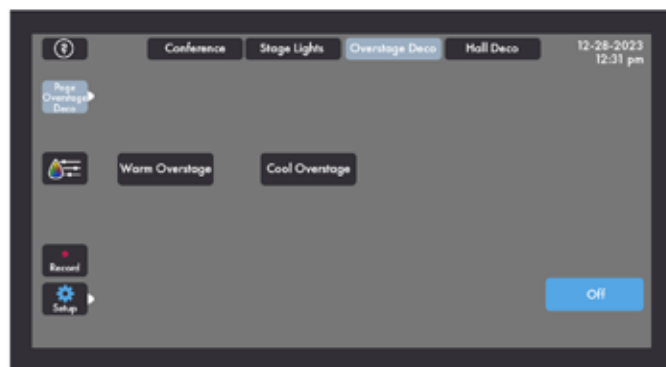 Conference
Stage Lights
Overstage Deco
Hall Deco
12-28-2023
12:31 pm
Page
Overstage
Deco
Warm Overstage
Cool Overstage
Record
Setup
Off